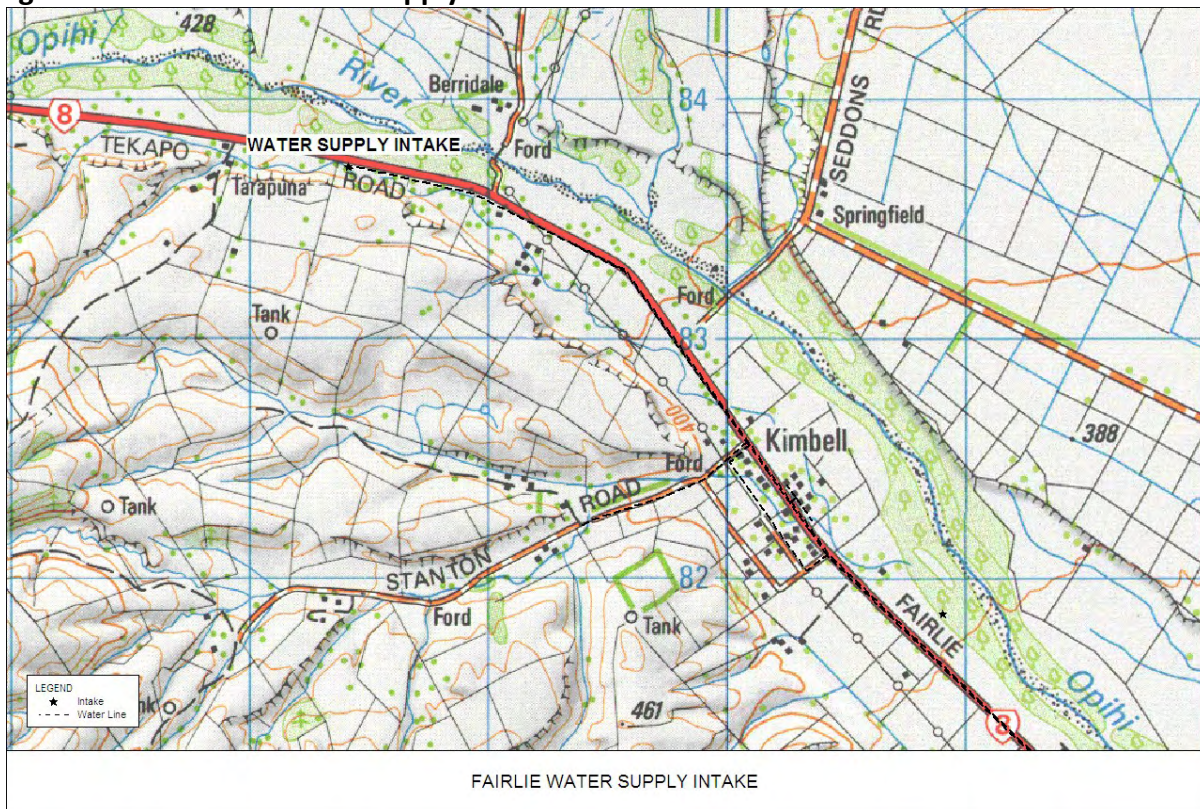 Opihi
428
River
Berridale
84
RD
SEDDONS
8
TEKAPO
WATER SUPPLY INTAKE
Ford
Tarapuna
ROAD
Springfield
Ford
Tank
83
400
Kimbell
388
Ford
Tank
ROAD
STANTON
82
Ford
Tank
FAIRLIE
Opihi
LEGEND
Intake
Water Line
nk
461
8
FAIRLIE WATER SUPPLY INTAKE